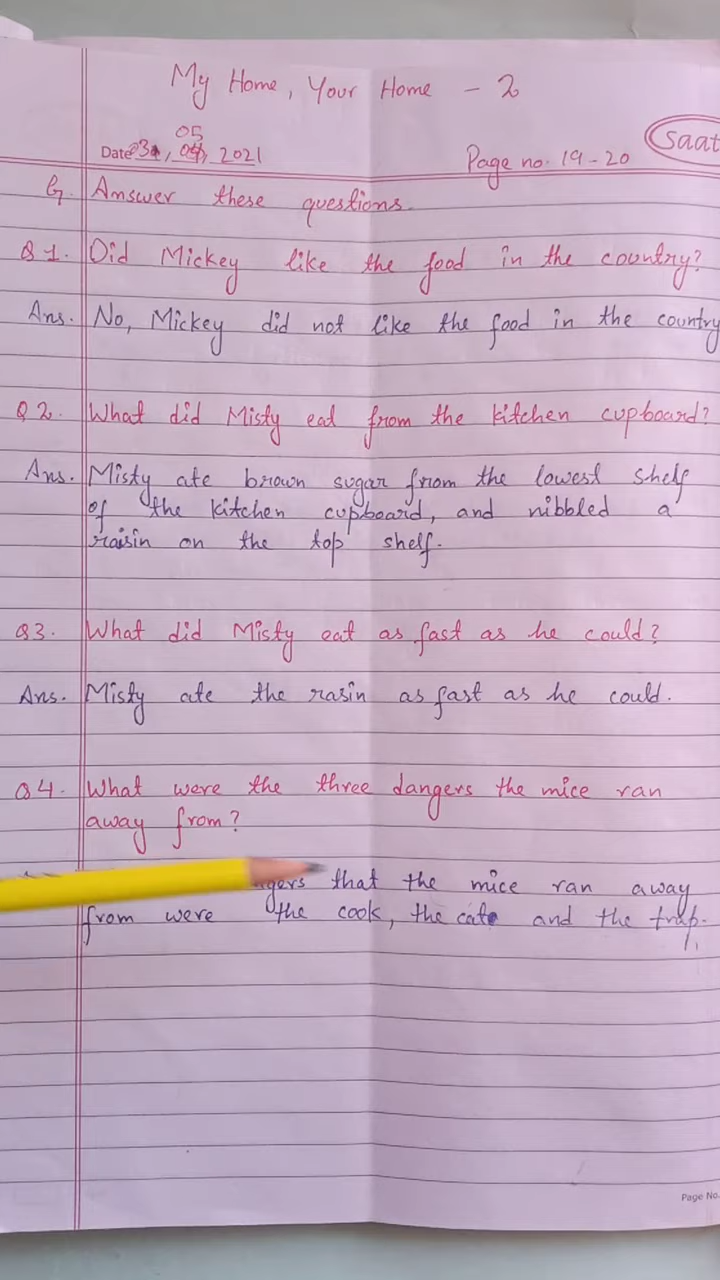 My Home, Your Home - 2
05
Date 3, 2021
Page no. 19-20
Saat
G. Answer these questions.
Q1. Did Mickey like the food in the country?
Ans. No, Mickey did not like the food in the country
Q2. What did Misty eat from the kitchen cupboard?
Ans. Misty ate brown sugar from the lowest shelf
of the kitchen cupboard, and nibbled a
raisin on the top shelf.
Q3. What did Misty eat as fast as he could?
Ans. Misty ate the rasin as fast as he could.
Q4. What were the three dangers the mice ran
away from?
that the mice ran away
from were the cook, the cat and the trap.
Page No.